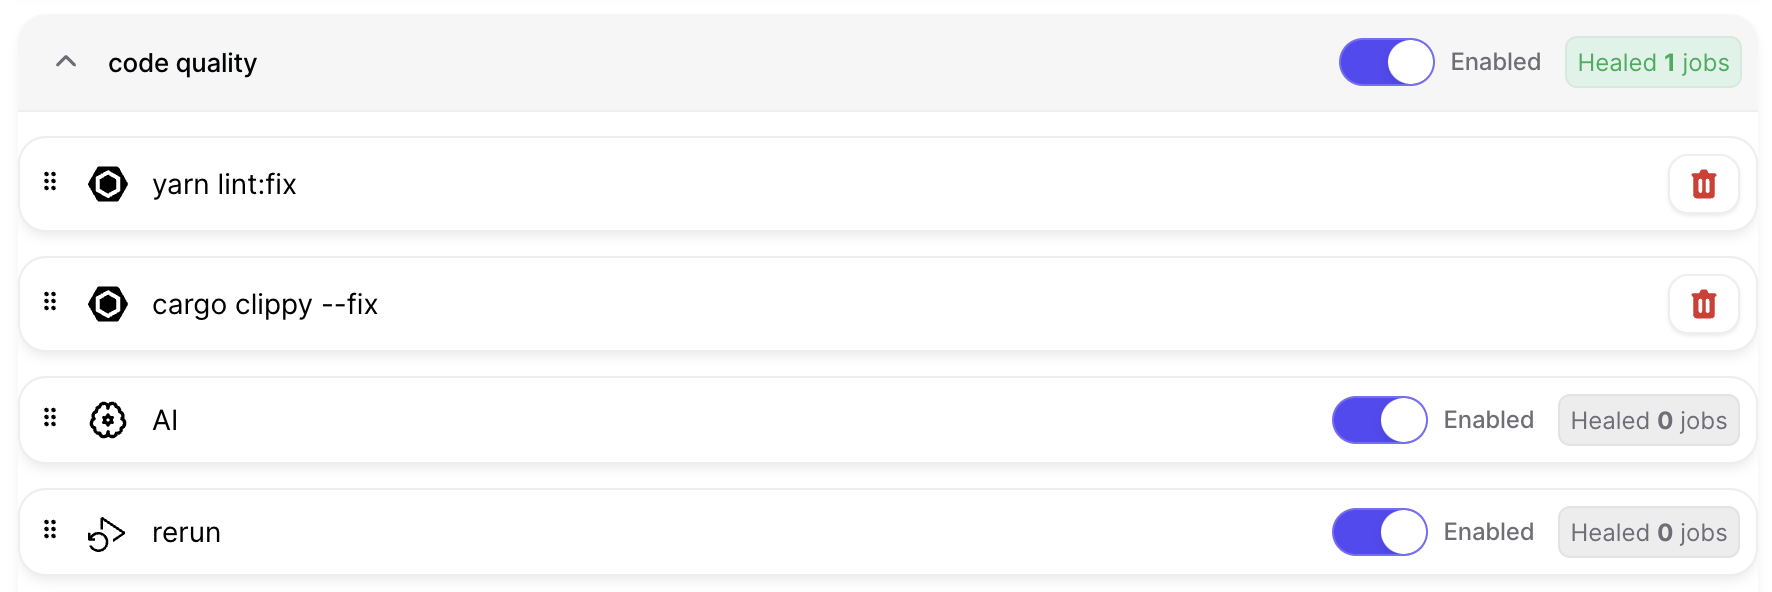 code quality Enabled Healed 1 jobs
yarn lint:fix
cargo clippy --fix
AI Enabled Healed 0 jobs
rerun Enabled Healed 0 jobs